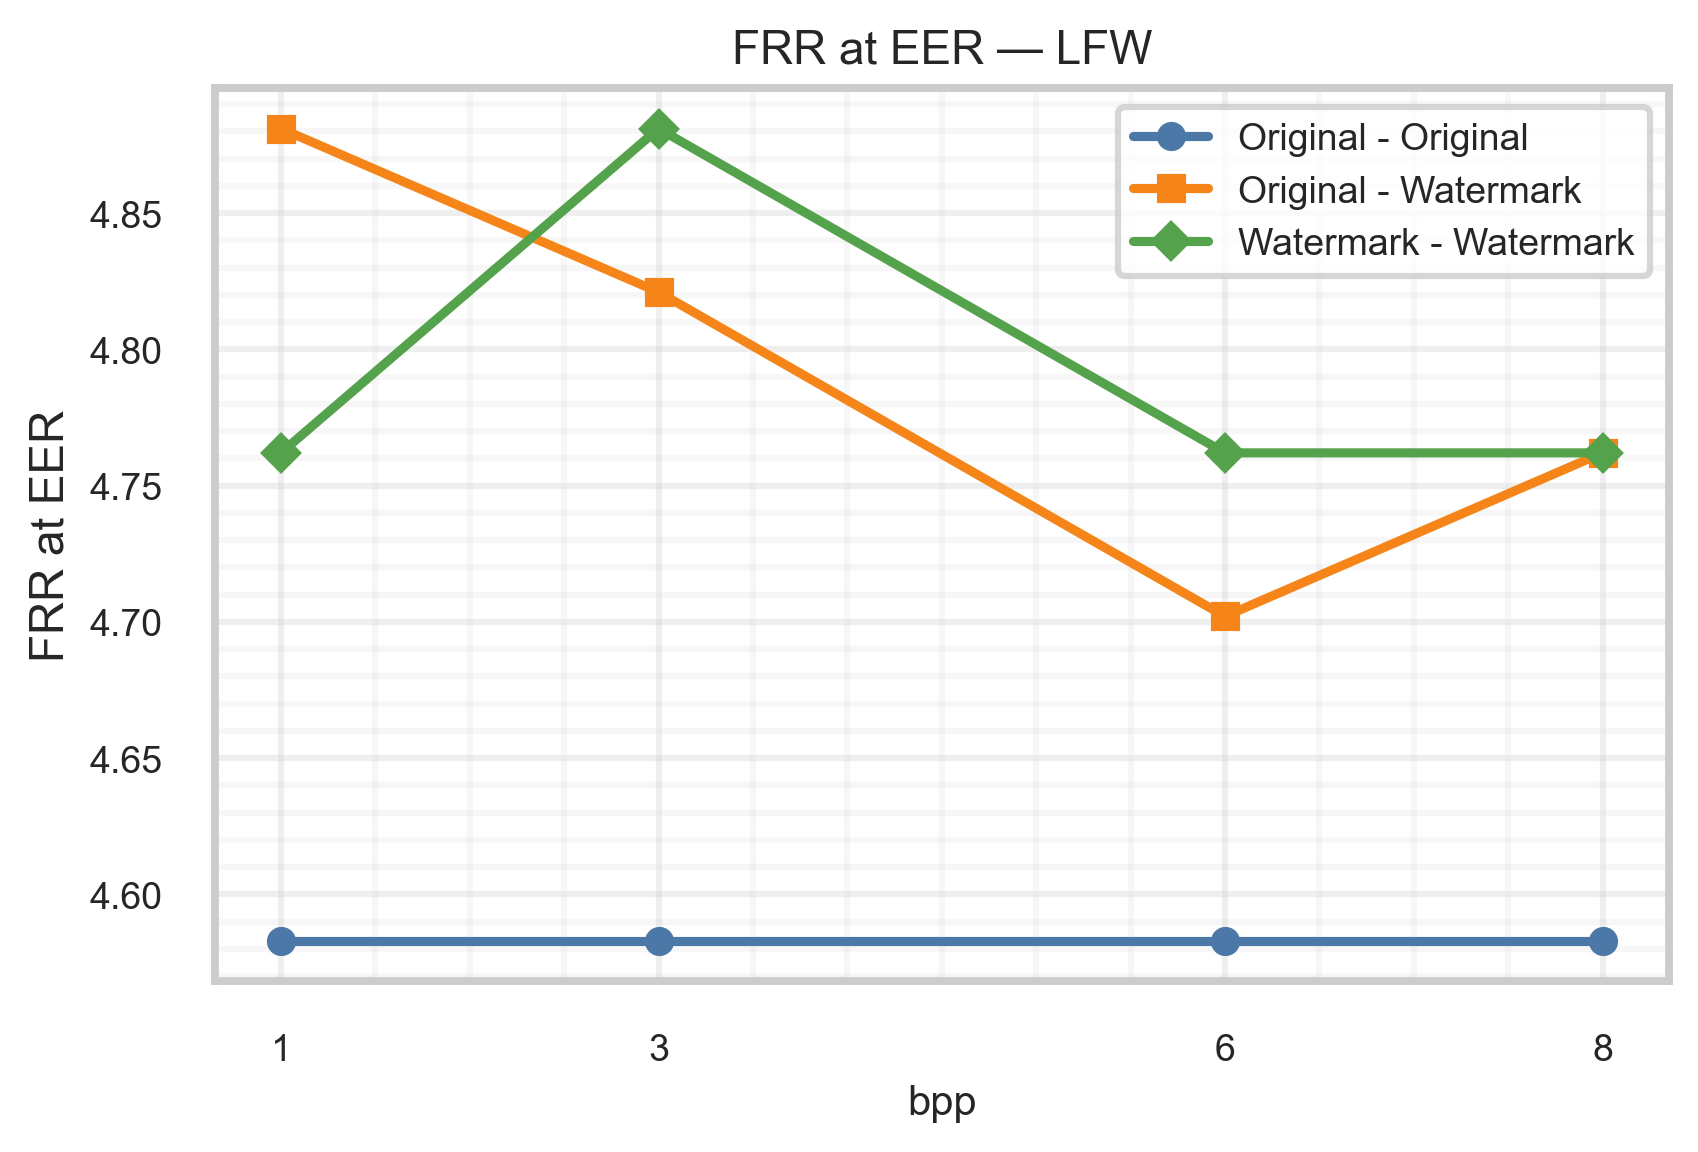 FRR at EER — LFW
Original - Original
Original - Watermark
Watermark - Watermark
FRR at EER
4.85
4.80
4.75
4.70
4.65
4.60
1 3 6 8
bpp